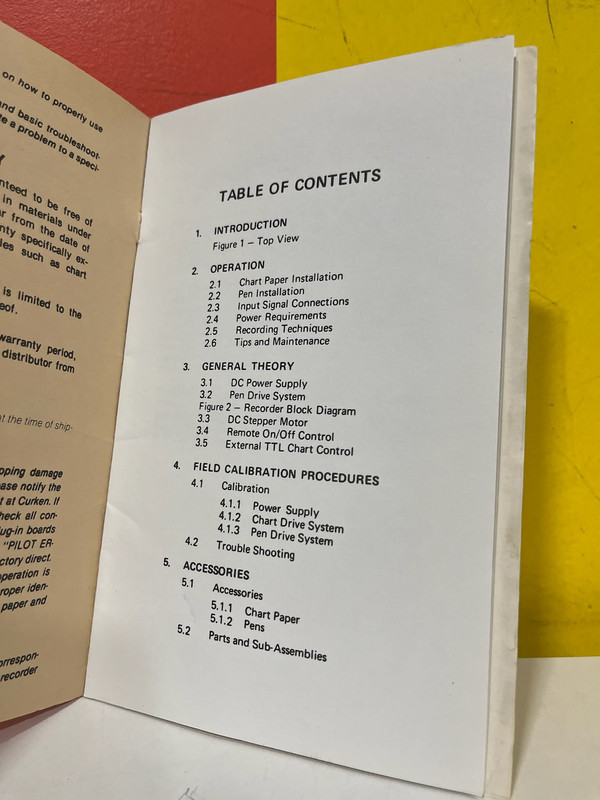 on how to properly use
and basic troubleshoot-
te a problem to a speci-
Y
nteed to be free of
in materials under
r from the date of
nty specifically ex-
les such as chart
is is limited to the
eof.
warranty period,
distributor from
at the time of ship-
pping damage
ease notify the
t at Curken. If
heck all con-
lug-in boards
"PILOT ER-
ctory direct.
operation is
roper iden-
paper and
orrespon-
recorder
TABLE OF CONTENTS
1. INTRODUCTION
Figure 1 – Top View
2. OPERATION
2.1 Chart Paper Installation
2.2 Pen Installation
2.3 Input Signal Connections
2.4 Power Requirements
2.5 Recording Techniques
2.6 Tips and Maintenance
3. GENERAL THEORY
3.1 DC Power Supply
3.2 Pen Drive System
Figure 2 – Recorder Block Diagram
3.3 DC Stepper Motor
3.4 Remote On/Off Control
3.5 External TTL Chart Control
4. FIELD CALIBRATION PROCEDURES
4.1 Calibration
4.1.1 Power Supply
4.1.2 Chart Drive System
4.1.3 Pen Drive System
4.2 Trouble Shooting
5. ACCESSORIES
5.1 Accessories
5.1.1 Chart Paper
5.1.2 Pens
5.2 Parts and Sub-Assemblies